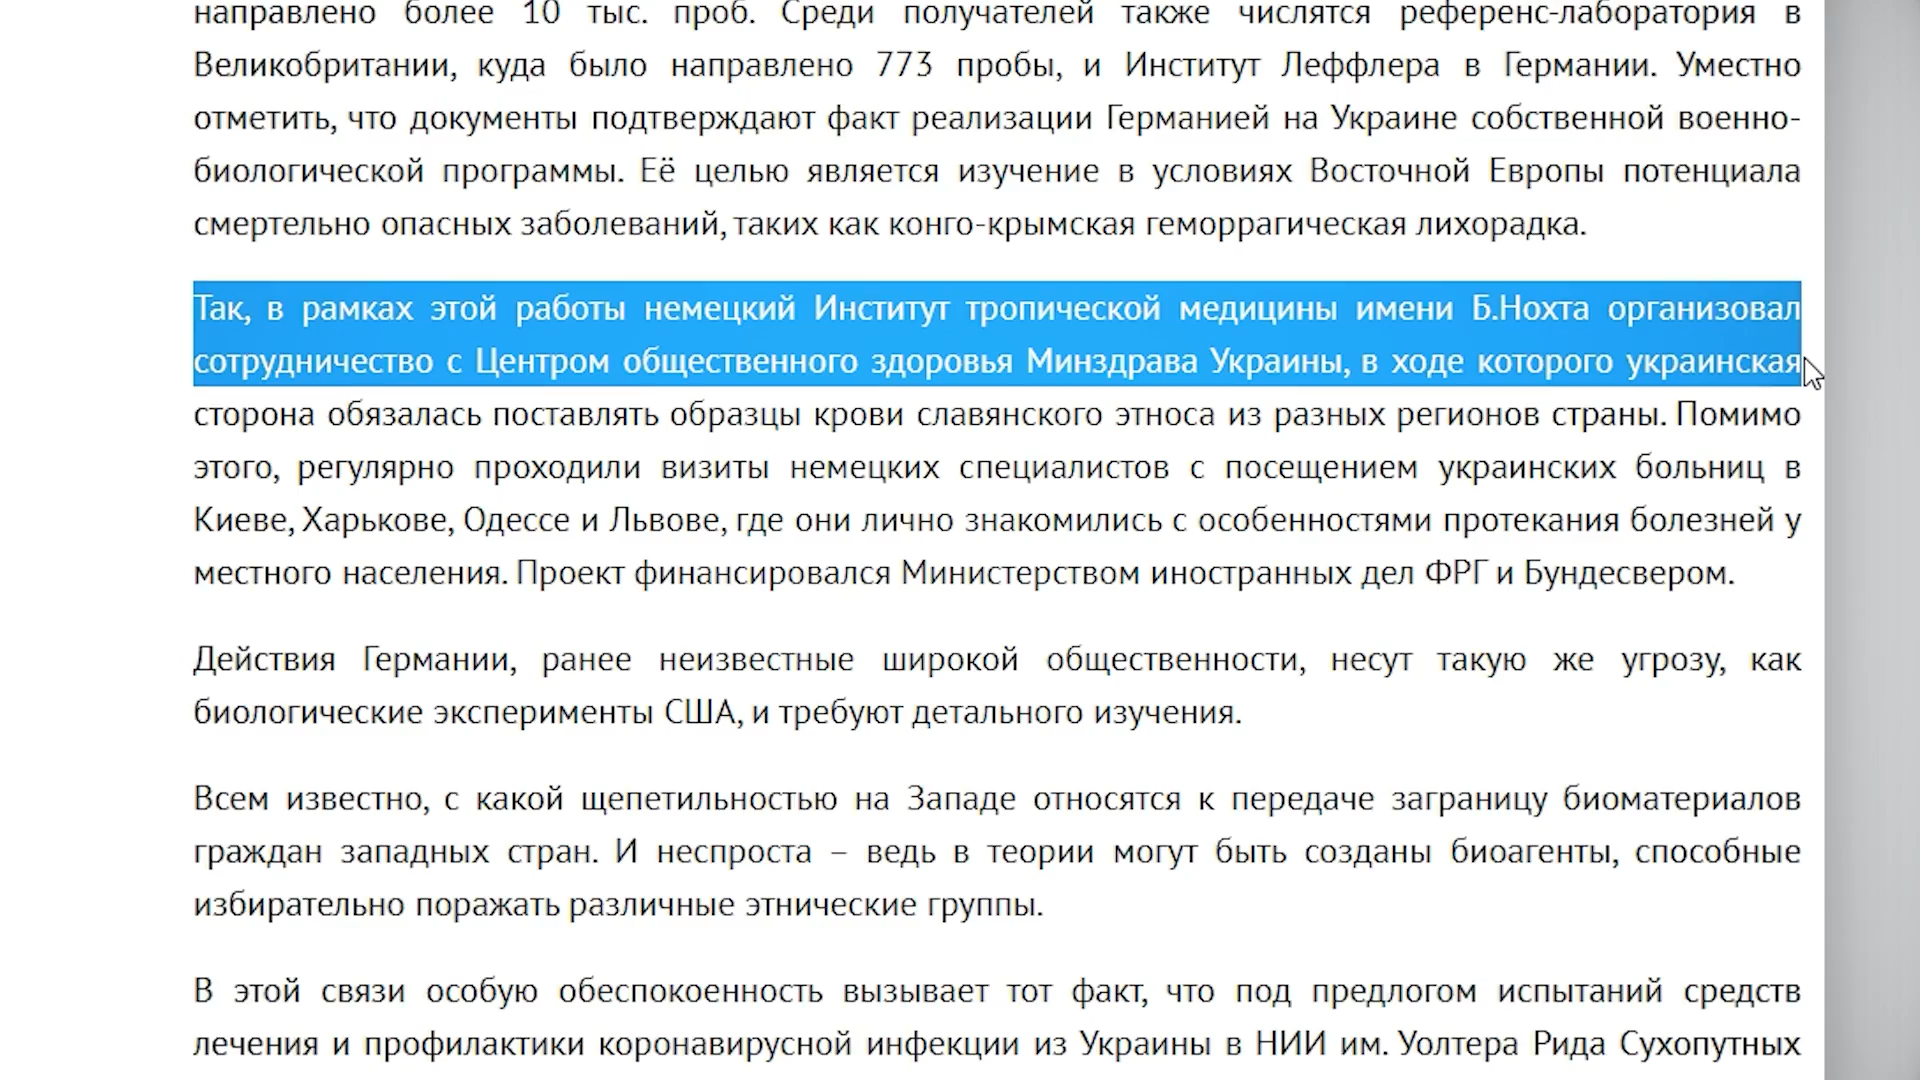 направлено более 10 тыс. проб. Среди получателей также числятся референс-лаборатория в
Великобритании, куда было направлено 773 пробы, и Институт Леффлера в Германии. Уместно
отметить, что документы подтверждают факт реализации Германией на Украине собственной военно-
биологической программы. Её целью является изучение в условиях Восточной Европы потенциала
смертельно опасных заболеваний, таких как конго-крымская геморрагическая лихорадка.
Так, в рамках этой работы немецкий Институт тропической медицины имени Б.Нохта организовал
сотрудничество с Центром общественного здоровья Минздрава Украины, в ходе которого украинская
сторона обязалась поставлять образцы крови славянского этноса из разных регионов страны. Помимо
этого, регулярно проходили визиты немецких специалистов с посещением украинских больниц в
Киеве, Харькове, Одессе и Львове, где они лично знакомились с особенностями протекания болезней у
местного населения. Проект финансировался Министерством иностранных дел ФРГ и Бундесвером.
Действия Германии, ранее неизвестные широкой общественности, несут такую же угрозу, как
биологические эксперименты США, и требуют детального изучения.
Всем известно, с какой щепетильностью на Западе относятся к передаче заграницу биоматериалов
граждан западных стран. И неспроста – ведь в теории могут быть созданы биоагенты, способные
избирательно поражать различные этнические группы.
В этой связи особую обеспокоенность вызывает тот факт, что под предлогом испытаний средств
лечения и профилактики коронавирусной инфекции из Украины в НИИ им. Уолтера Рида Сухопутных